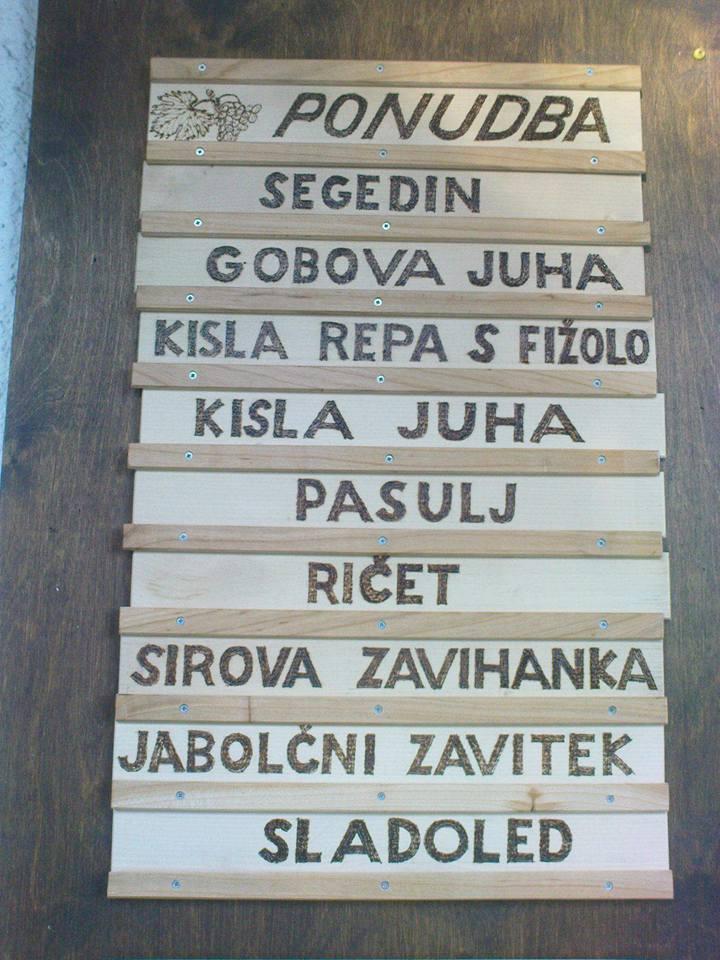 PONUDBA
SEGEDIN
GOBOVA JUHA
KISLA REPA S FIŽOLO
KISLA JUHA
PASULJ
RIČET
SIROVA ZAVIHANKA
JABOLČNI ZAVITEK
SLADOLED